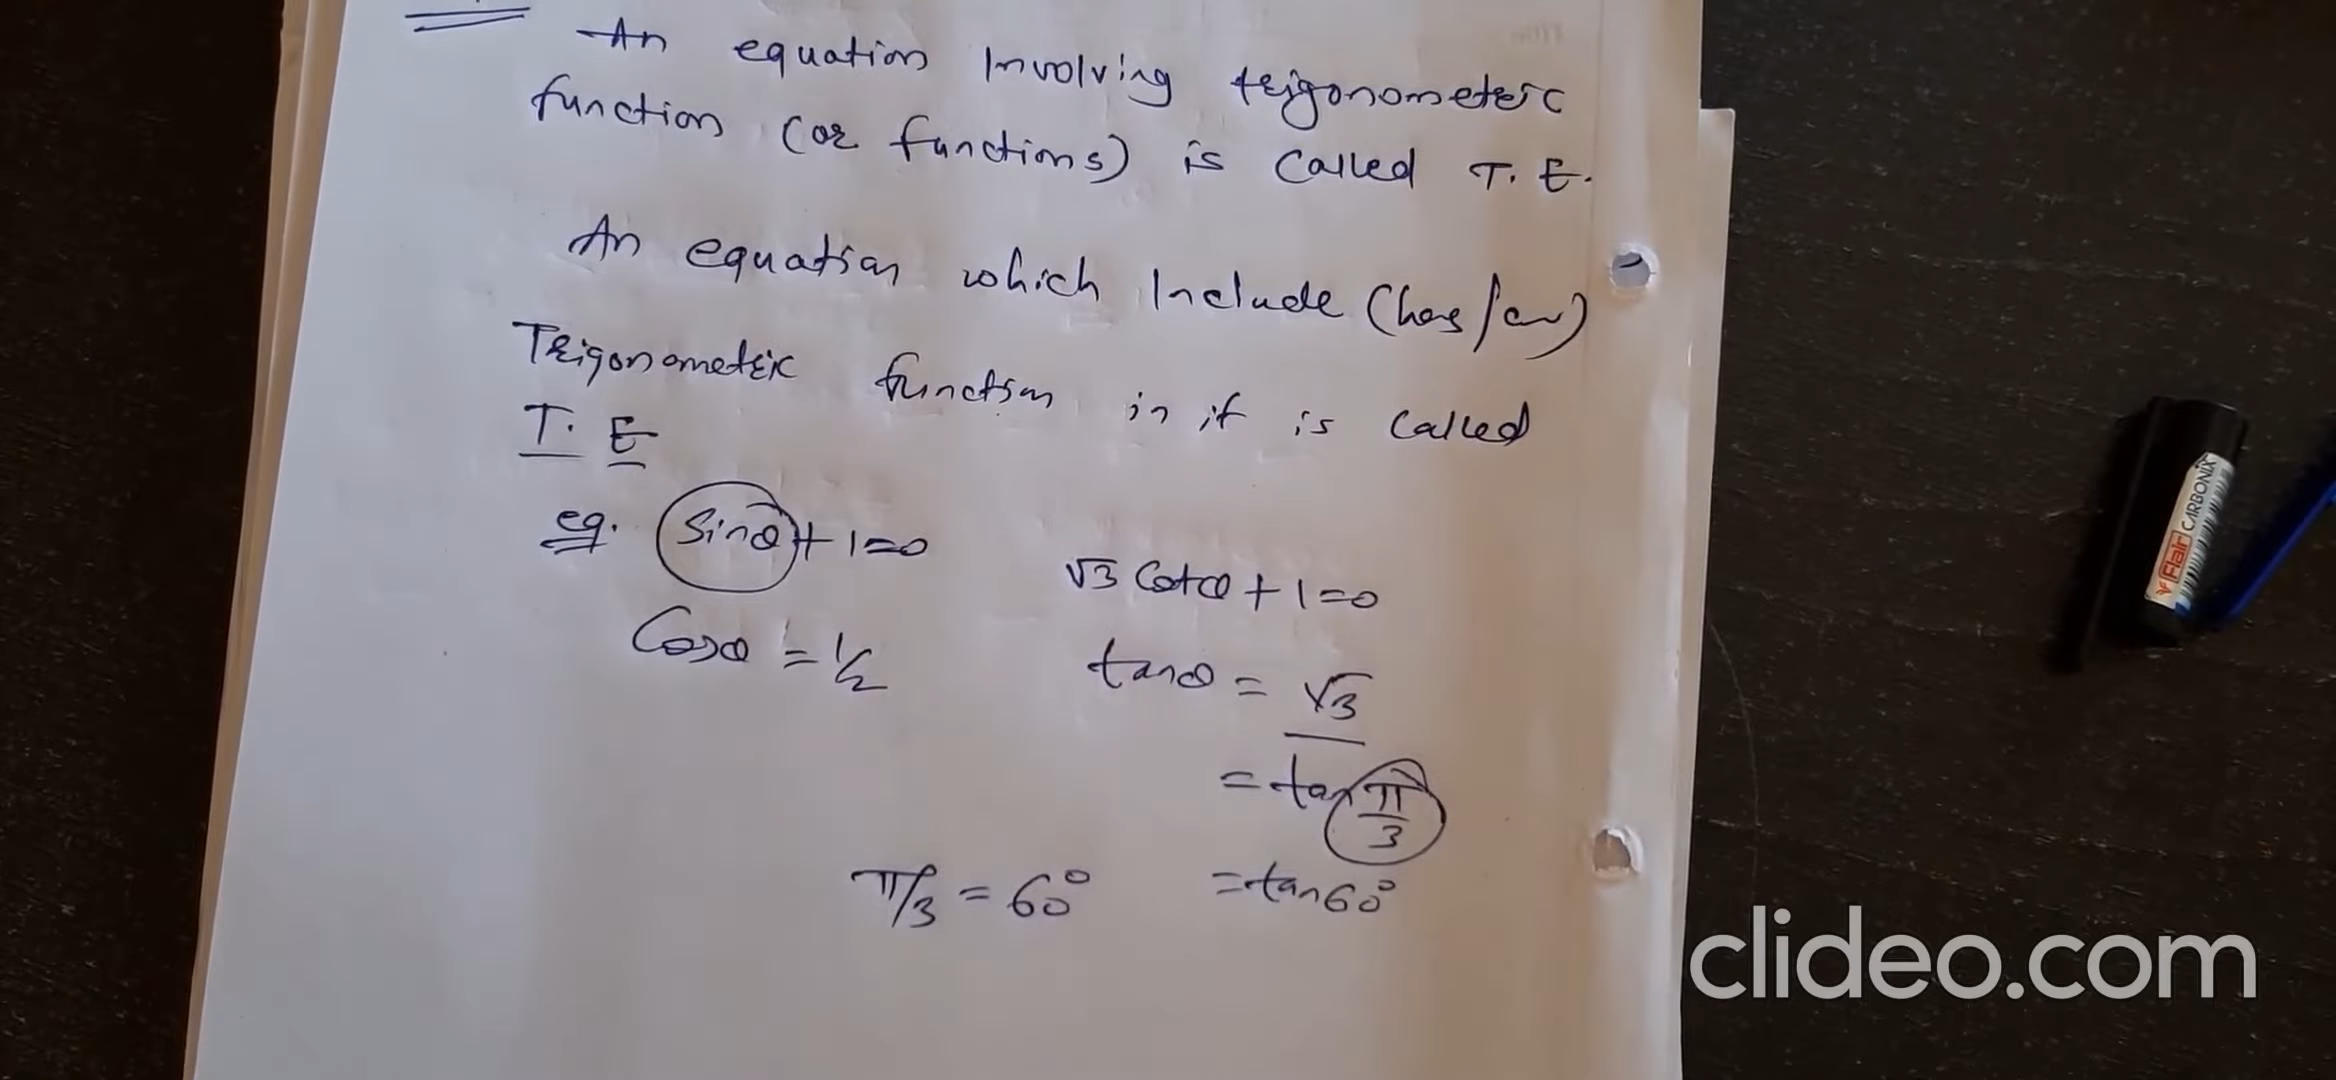 An equation Involving trigonometric
function (or functions) is called T. E.
An equation which Include (has/
Trigonometric function in it is called
T. E
eg. Sinθ + 1=0
√3 Cotθ + 1=0
Cosθ = 1/2
tanθ = √3
= tan π/3
π/3 = 60°
= tan60°
Flair CARBONIX
clideo.com